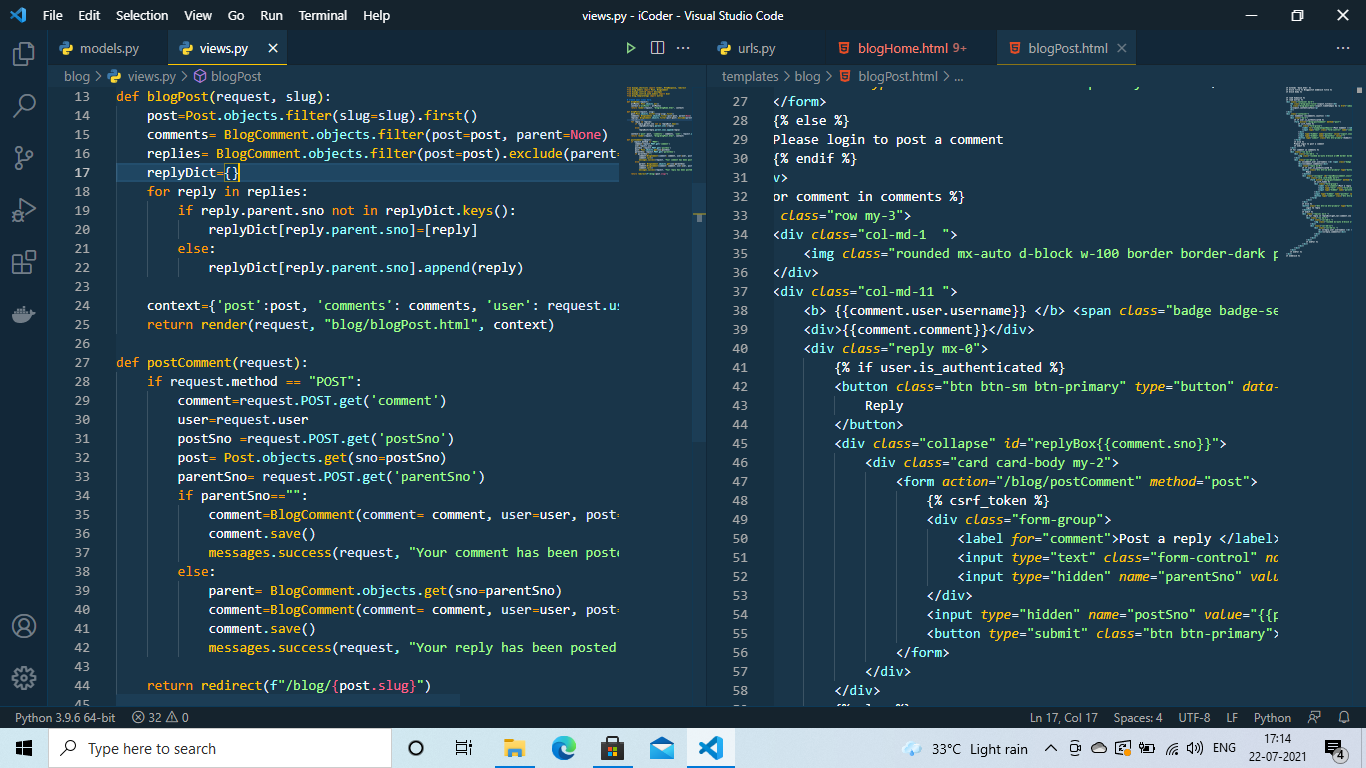 File Edit Selection View Go Run Terminal Help
views.py - iCoder - Visual Studio Code
models.py
views.py
blog > views.py > blogPost
13 def blogPost(request, slug):
14 post=Post.objects.filter(slug=slug).first()
15 comments= BlogComment.objects.filter(post=post, parent=None)
16 replies= BlogComment.objects.filter(post=post).exclude(parent=
17 replyDict={}
18 for reply in replies:
19 if reply.parent.sno not in replyDict.keys():
20 replyDict[reply.parent.sno]=[reply]
21 else:
22 replyDict[reply.parent.sno].append(reply)
23
24 context={'post':post, 'comments': comments, 'user': request.us
25 return render(request, "blog/blogPost.html", context)
26
27 def postComment(request):
28 if request.method == "POST":
29 comment=request.POST.get('comment')
30 user=request.user
31 postSno =request.POST.get('postSno')
32 post= Post.objects.get(sno=postSno)
33 parentSno= request.POST.get('parentSno')
34 if parentSno=="":
35 comment=BlogComment(comment= comment, user=user, post=
36 comment.save()
37 messages.success(request, "Your comment has been poste
38 else:
39 parent= BlogComment.objects.get(sno=parentSno)
40 comment=BlogComment(comment= comment, user=user, post=
41 comment.save()
42 messages.success(request, "Your reply has been posted
43
44 return redirect(f"/blog/{post.slug}")
45
urls.py
blogHome.html 9+
blogPost.html
templates > blog > blogPost.html > ...
27 </form>
28 {% else %}
29 Please login to post a comment
30 {% endif %}
31 v>
32 or comment in comments %}
33 class="row my-3">
34 <div class="col-md-1  ">
35 <img class="rounded mx-auto d-block w-100 border border-dark p
36 </div>
37 <div class="col-md-11 ">
38 <b> {{comment.user.username}} </b> <span class="badge badge-se
39 <div>{{comment.comment}}</div>
40 <div class="reply mx-0">
41 {% if user.is_authenticated %}
42 <button class="btn btn-sm btn-primary" type="button" data-
43 Reply
44 </button>
45 <div class="collapse" id="replyBox{{comment.sno}}">
46 <div class="card card-body my-2">
47 <form action="/blog/postComment" method="post">
48 {% csrf_token %}
49 <div class="form-group">
50 <label for="comment">Post a reply </label>
51 <input type="text" class="form-control" na
52 <input type="hidden" name="parentSno" valu
53 </div>
54 <input type="hidden" name="postSno" value="{{p
55 <button type="submit" class="btn btn-primary">
56 </form>
57 </div>
58 </div>
Python 3.9.6 64-bit 32 0
Ln 17, Col 17 Spaces: 4 UTF-8 LF Python
Type here to search
33°C Light rain
ENG
17:14
22-07-2021
4